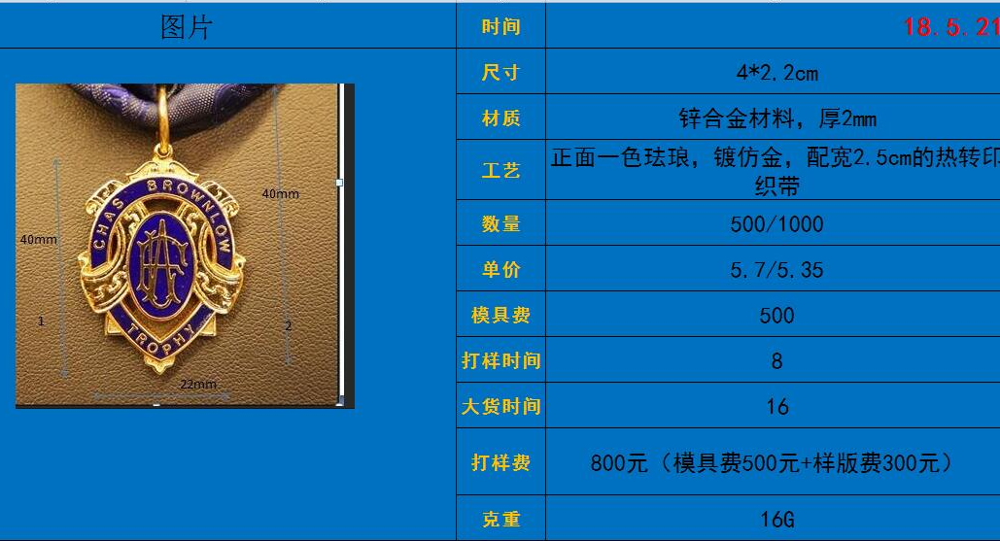 图片
时间
18.5.21
尺寸
4*2.2cm
材质
锌合金材料，厚2mm
工艺
正面一色珐琅，镀仿金，配宽2.5cm的热转印
织带
数量
500/1000
单价
5.7/5.35
模具费
500
打样时间
8
大货时间
16
打样费
800元（模具费500元+样版费300元）
克重
16G
CHAS BROWNLOW
TROPHY
40mm
40mm
1
2
22mm